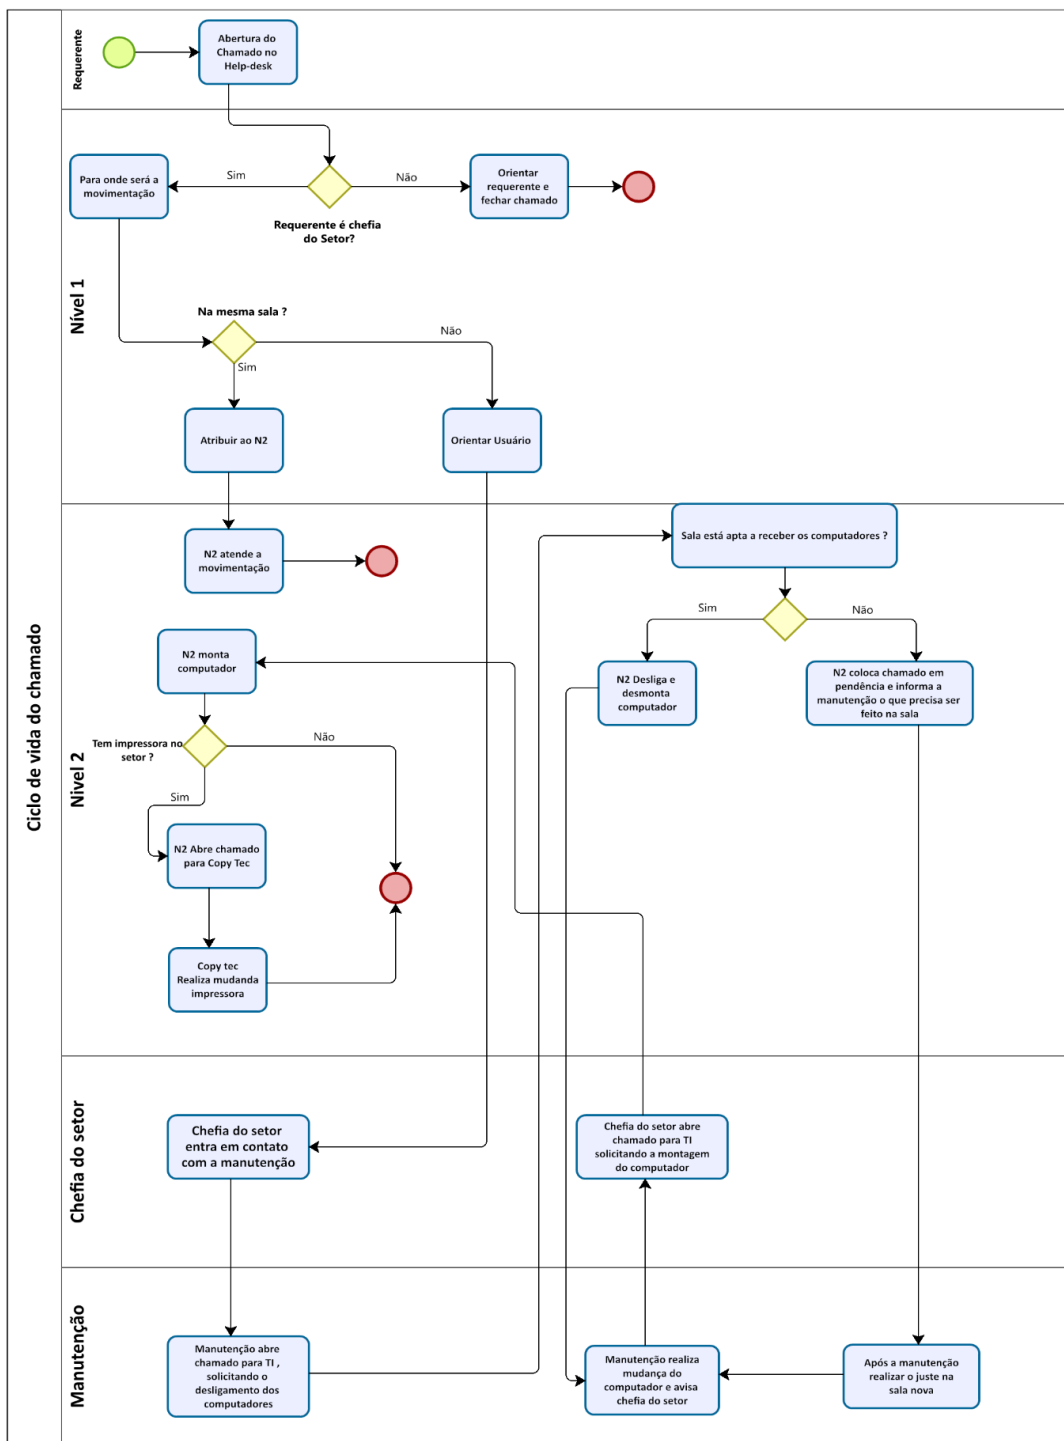 Ciclo de vida do chamado
Requerente
Abertura do
Chamado no
Help-desk
Nível 1
Para onde será a
movimentação
Sim
Não
Orientar
requerente e
fechar chamado
Requerente é chefia
do Setor?
Na mesma sala ?
Não
Sim
Atribuir ao N2
Orientar Usuário
Nivel 2
N2 atende a
movimentação
Sala está apta a receber os computadores ?
Sim
Não
N2 monta
computador
N2 Desliga e
desmonta
computador
N2 coloca chamado em
pendência e informa a
manutenção o que precisa ser
feito na sala
Tem impressora no
setor ?
Não
Sim
N2 Abre chamado
para Copy Tec
Copy tec
Realiza mudanda
impressora
Chefia do setor
Chefia do setor
entra em contato
com a manutenção
Chefia do setor abre
chamado para TI
solicitando a montagem
do computador
Manutenção
Manutenção abre
chamado para TI ,
solicitando o
desligamento dos
computadores
Manutenção realiza
mudança do
computador e avisa
chefia do setor
Após a manutenção
realizar o juste na
sala nova